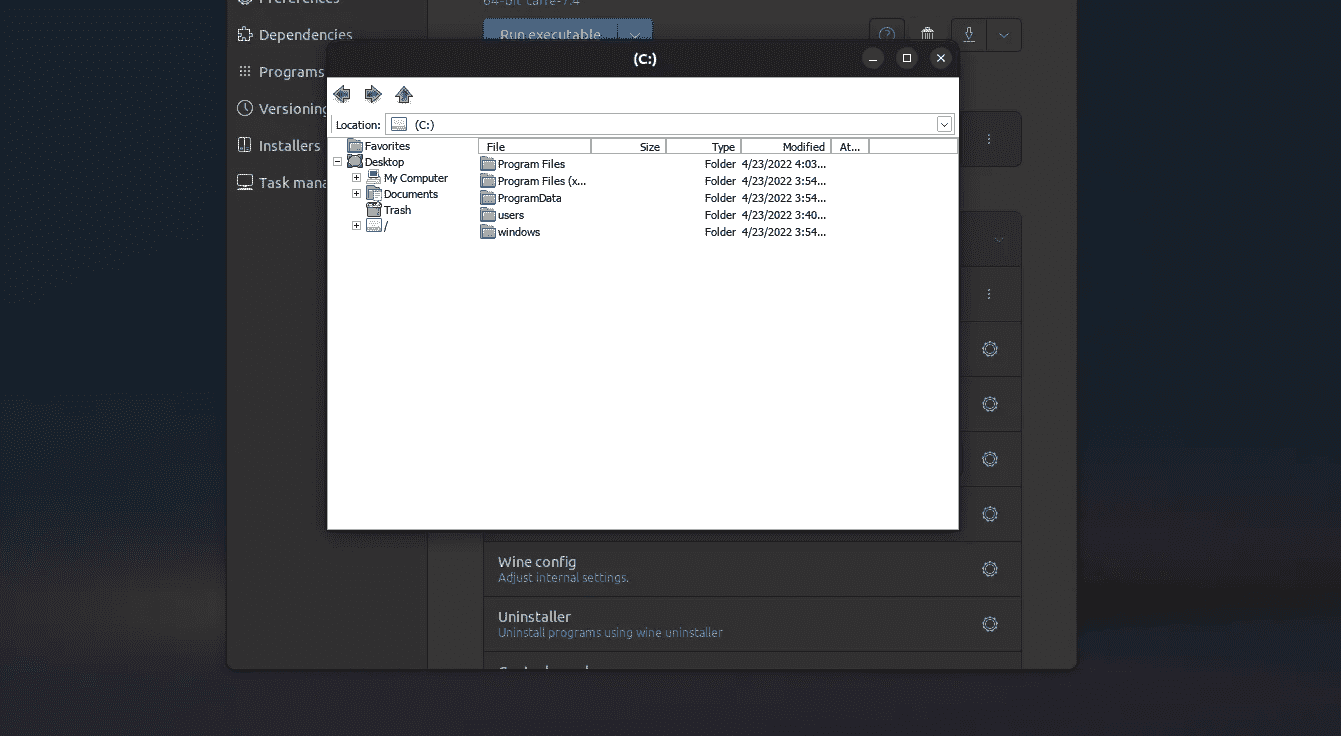 Preferences
64-bit caffe-7.4
Dependencies
Run executable
(C:)
Programs
Versioning
Location: (C:)
Installers
Task mana
Favorites
Desktop
My Computer
Documents
Trash
/
File Size Type Modified At...
Program Files Folder 4/23/2022 4:03...
Program Files (x... Folder 4/23/2022 3:54...
ProgramData Folder 4/23/2022 3:54...
users Folder 4/23/2022 3:40...
windows Folder 4/23/2022 3:54...
Wine config
Adjust internal settings.
Uninstaller
Uninstall programs using wine uninstaller